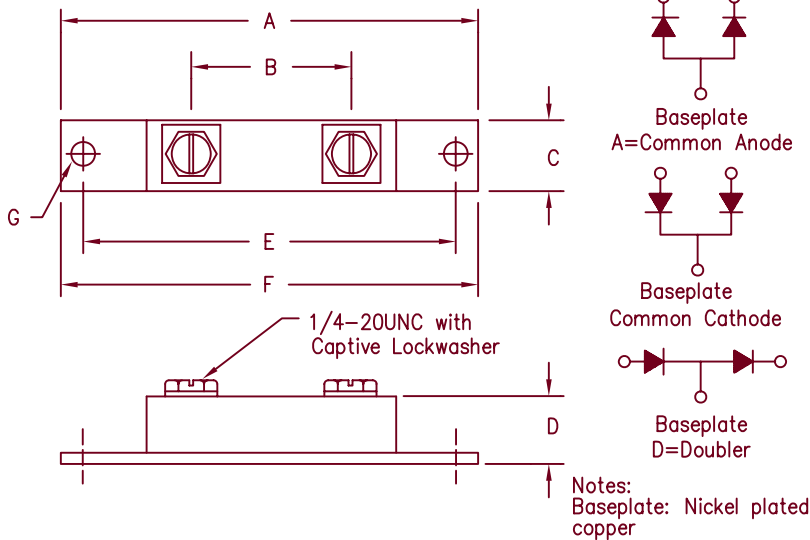 A
B
C
G
E
F
1/4-20UNC with
Captive Lockwasher
D
Baseplate
A=Common Anode
Baseplate
Common Cathode
Baseplate
D=Doubler
Notes:
Baseplate: Nickel plated
copper